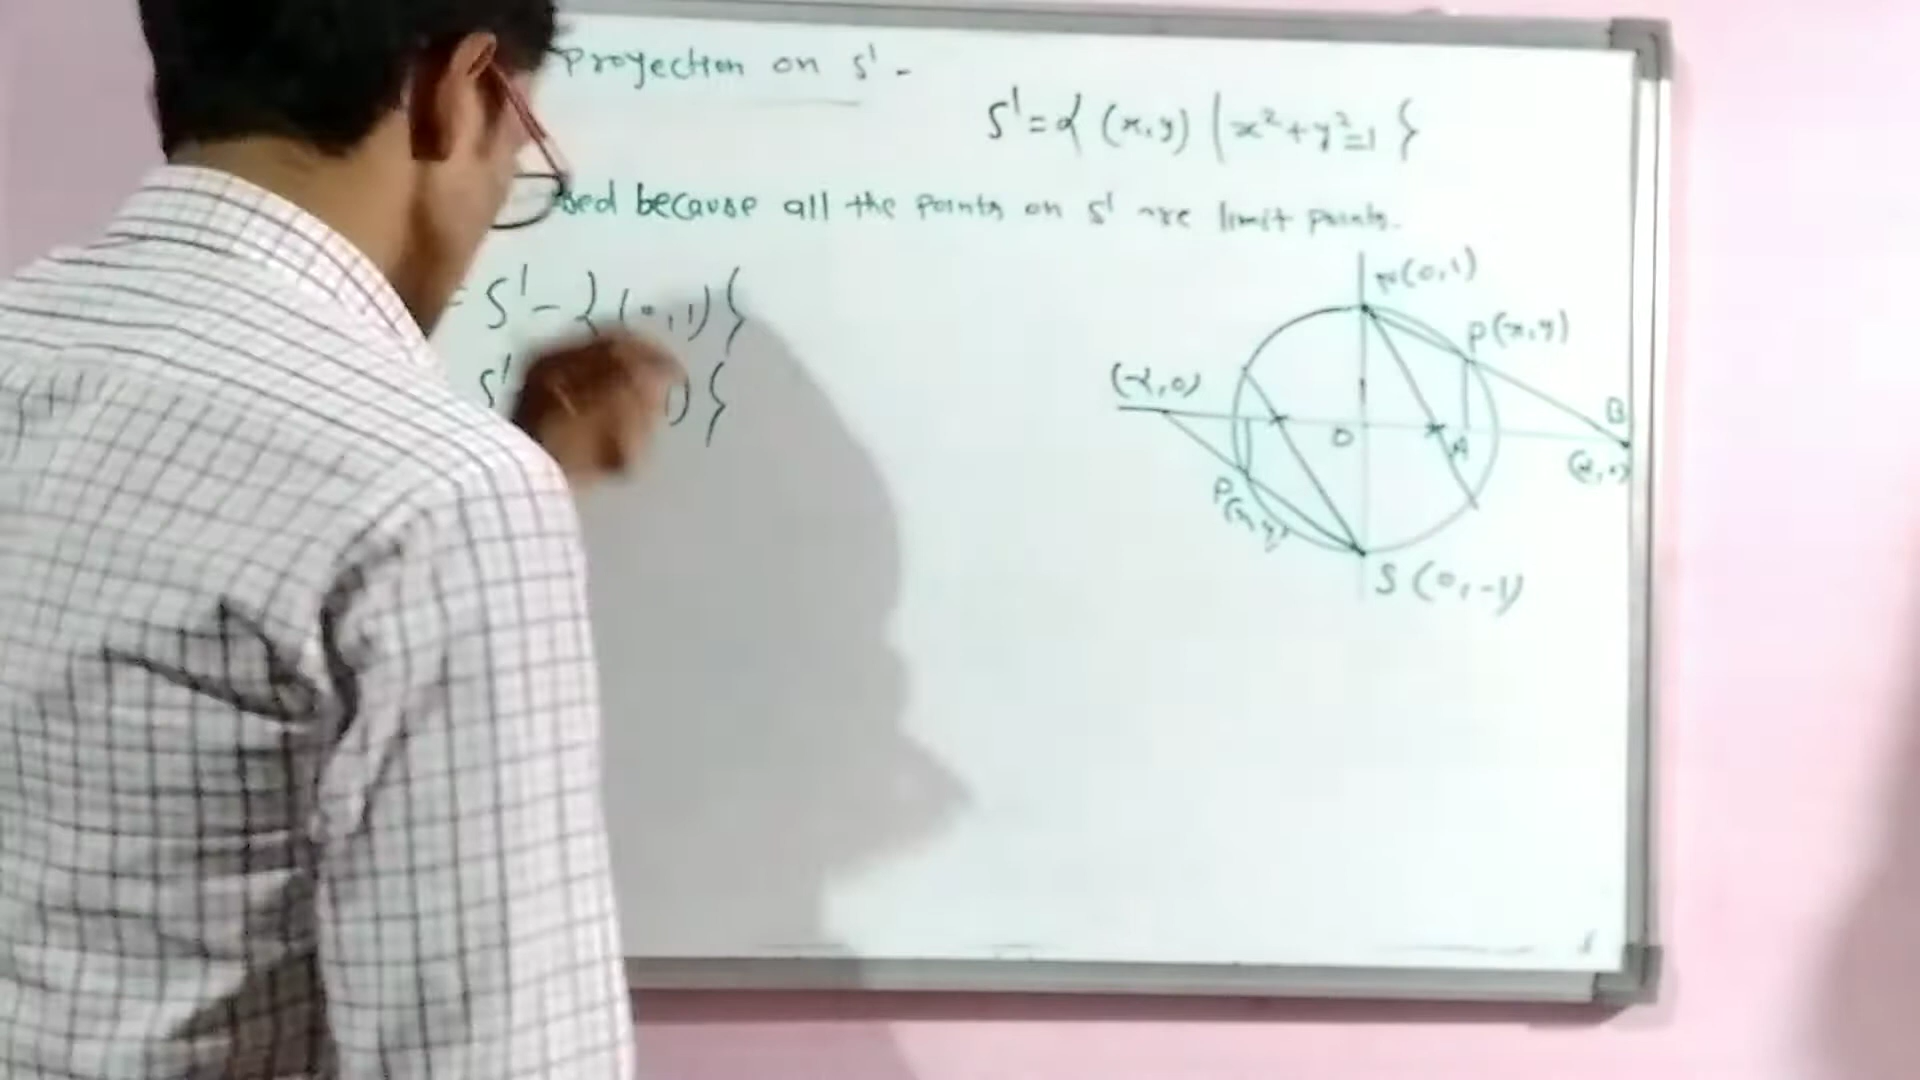 Projection on S¹ -
S¹ = { (x,y) | x²+y²=1 }
because all the points on S¹ are limit points.
= S¹ - { (0,1) }
S¹ ) }
N(0,1)
P(x,y)
(-α,0)
B
O
A
(α,0)
P(x,y)
S(0,-1)